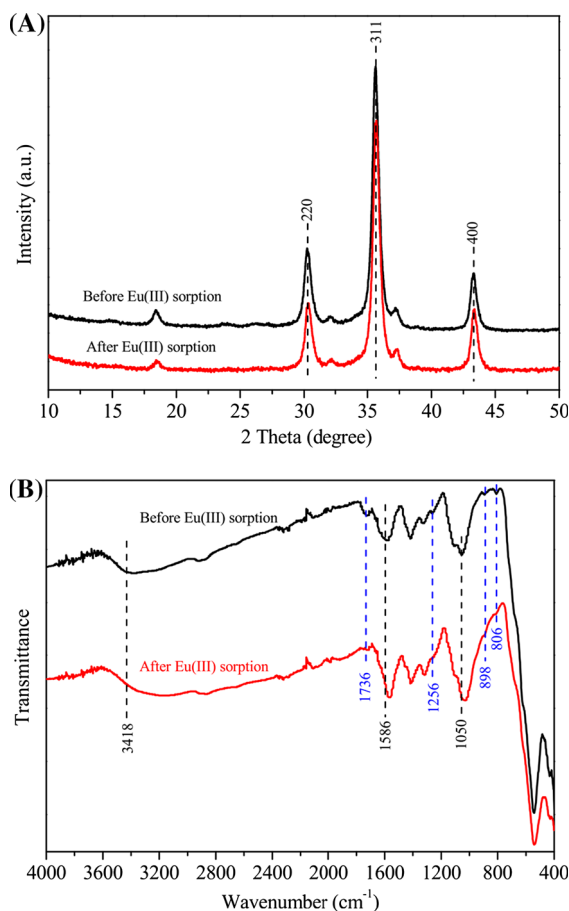 (A)
Intensity (a.u.)
311
220
400
Before Eu(III) sorption
After Eu(III) sorption
10 15 20 25 30 35 40 45 50
2 Theta (degree)
(B)
Transmittance
Before Eu(III) sorption
After Eu(III) sorption
3418
1736
1586
1256
1050
898
806
4000 3600 3200 2800 2400 2000 1600 1200 800 400
Wavenumber (cm⁻¹)